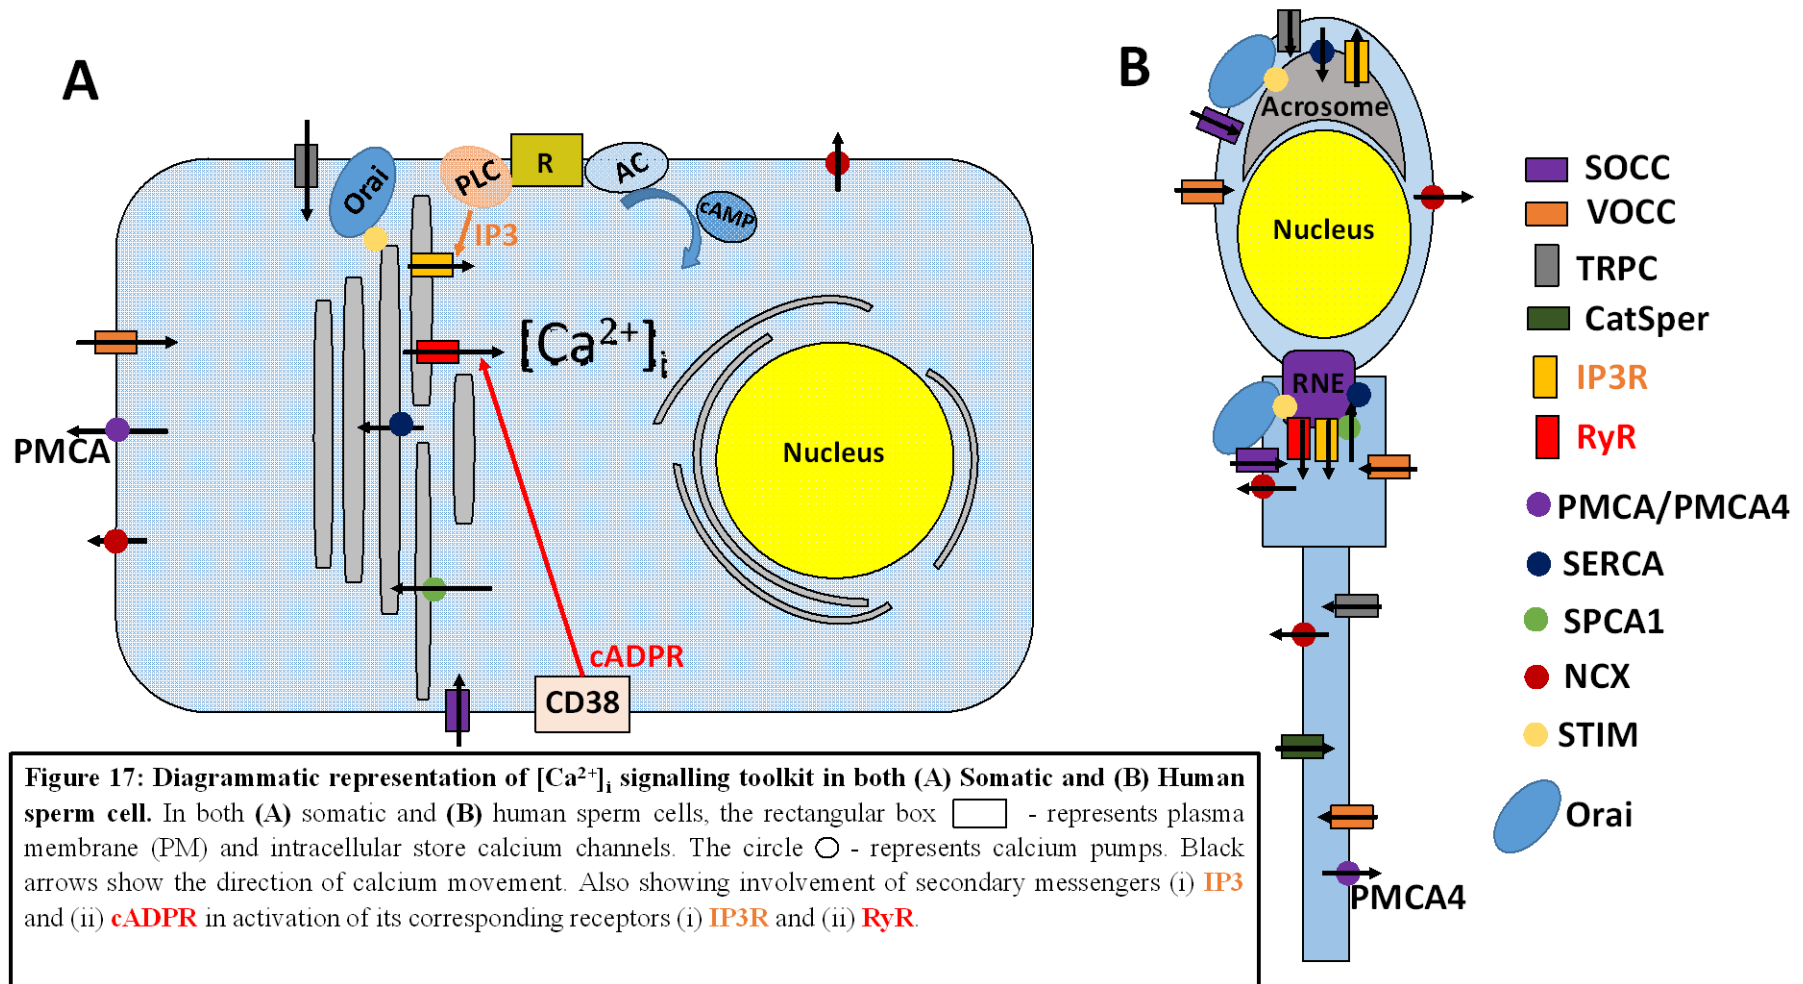 A
B
R
PLC
AC
Orai
cAMP
IP3
[Ca²⁺]ᵢ
PMCA
Nucleus
cADPR
CD38
Acrosome
Nucleus
RNE
PMCA4
SOCC
VOCC
TRPC
CatSper
IP3R
RyR
PMCA/PMCA4
SERCA
SPCA1
NCX
STIM
Orai
Figure 17: Diagrammatic representation of [Ca²⁺]ᵢ signalling toolkit in both (A) Somatic and (B) Human
sperm cell. In both (A) somatic and (B) human sperm cells, the rectangular box - represents plasma
membrane (PM) and intracellular store calcium channels. The circle - represents calcium pumps. Black
arrows show the direction of calcium movement. Also showing involvement of secondary messengers (i) IP3
and (ii) cADPR in activation of its corresponding receptors (i) IP3R and (ii) RyR.